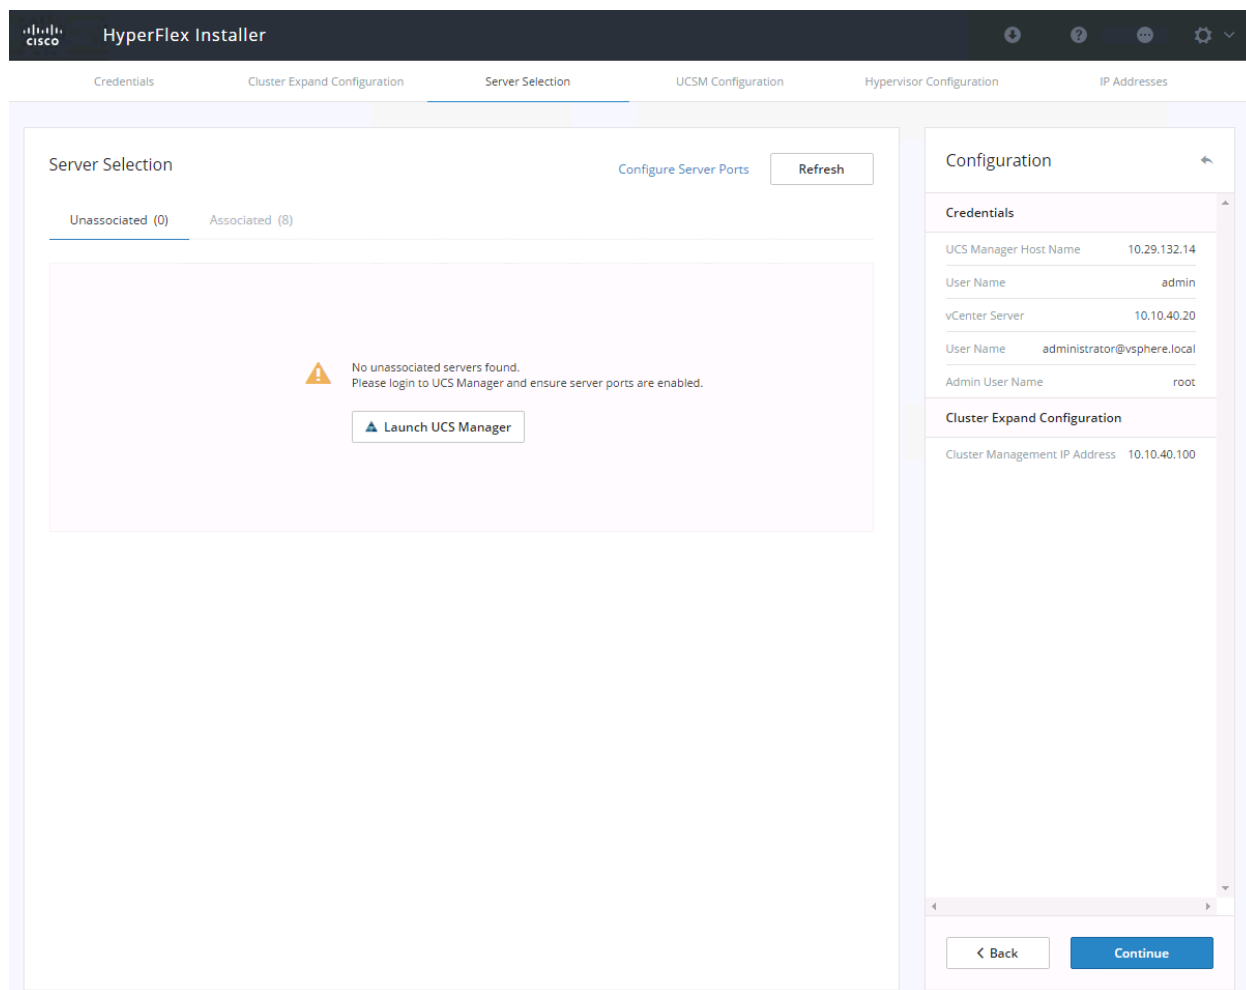 CISCO HyperFlex Installer
Credentials Cluster Expand Configuration Server Selection UCSM Configuration Hypervisor Configuration IP Addresses
Server Selection
Configure Server Ports
Refresh
Unassociated (0) Associated (8)
No unassociated servers found.
Please login to UCS Manager and ensure server ports are enabled.
Launch UCS Manager
Configuration
Credentials
UCS Manager Host Name 10.29.132.14
User Name admin
vCenter Server 10.10.40.20
User Name administrator@vsphere.local
Admin User Name root
Cluster Expand Configuration
Cluster Management IP Address 10.10.40.100
Back
Continue